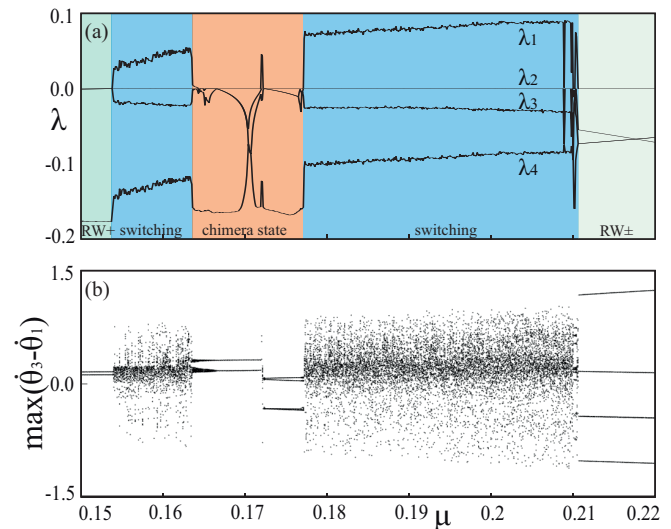 0.1
(a)
λ1
0.0
λ2
λ
λ3
-0.1
λ4
RW+ switching chimera state switching RW±
-0.2
1.5
(b)
max(θ̇3-θ̇1)
0.0
-1.5
0.15 0.16 0.17 0.18 0.19 μ 0.2 0.21 0.22